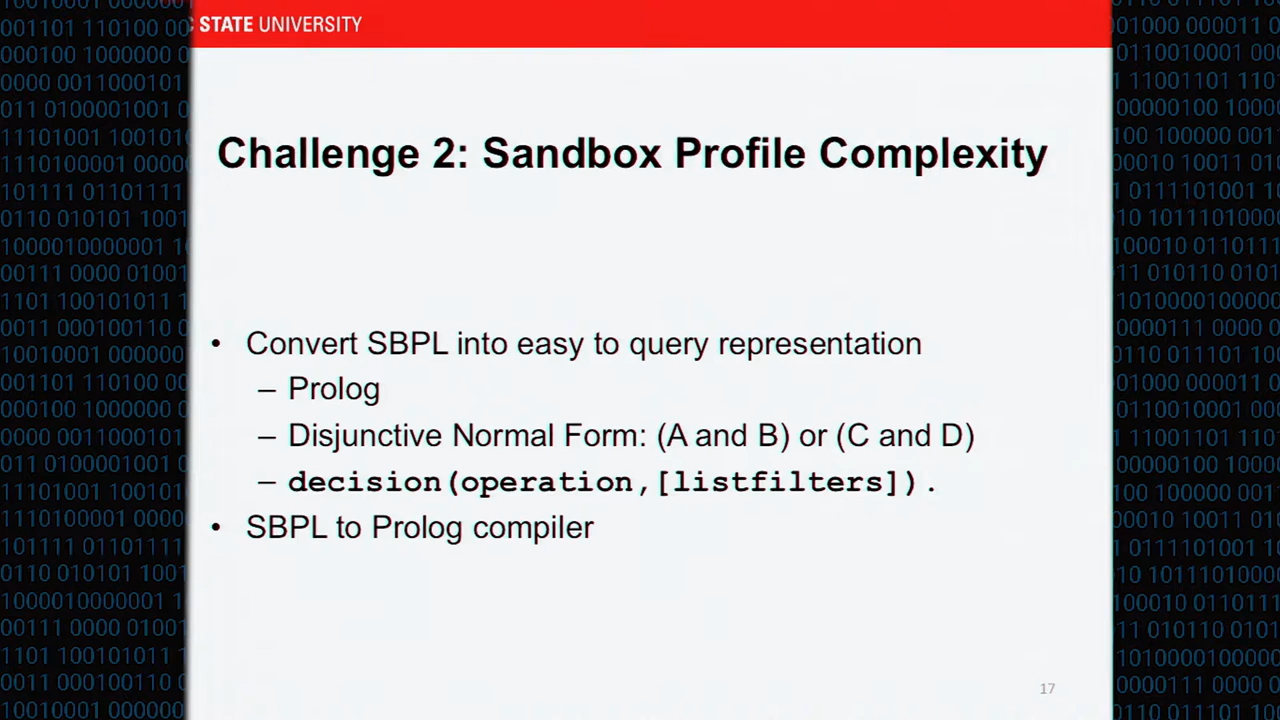 STATE UNIVERSITY
Challenge 2: Sandbox Profile Complexity
• Convert SBPL into easy to query representation
– Prolog
– Disjunctive Normal Form: (A and B) or (C and D)
– decision(operation,[listfilters]).
• SBPL to Prolog compiler
17